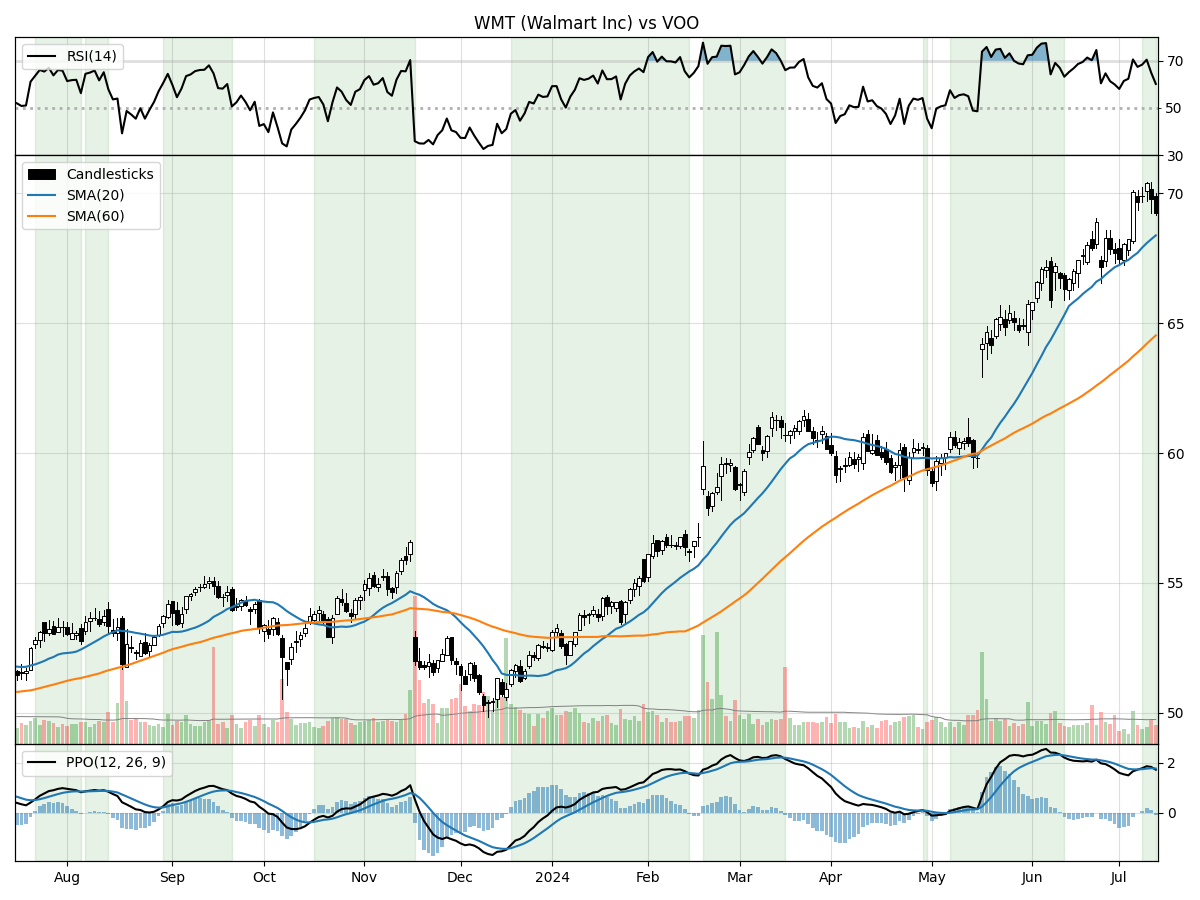 WMT (Walmart Inc) vs VOO
RSI(14)
70
50
30
Candlesticks
SMA(20)
SMA(60)
70
65
60
55
50
PPO(12, 26, 9)
2
0
Aug Sep Oct Nov Dec 2024 Feb Mar Apr May Jun Jul